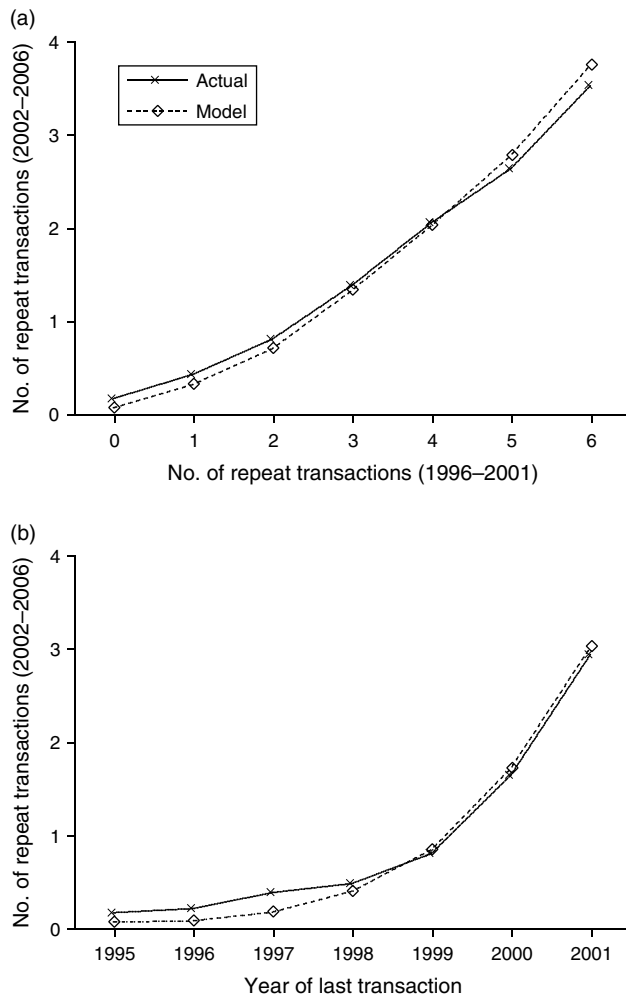 (a)
No. of repeat transactions (2002–2006)
4
3
2
1
0
Actual
Model
0 1 2 3 4 5 6
No. of repeat transactions (1996–2001)
(b)
No. of repeat transactions (2002–2006)
4
3
2
1
0
1995 1996 1997 1998 1999 2000 2001
Year of last transaction